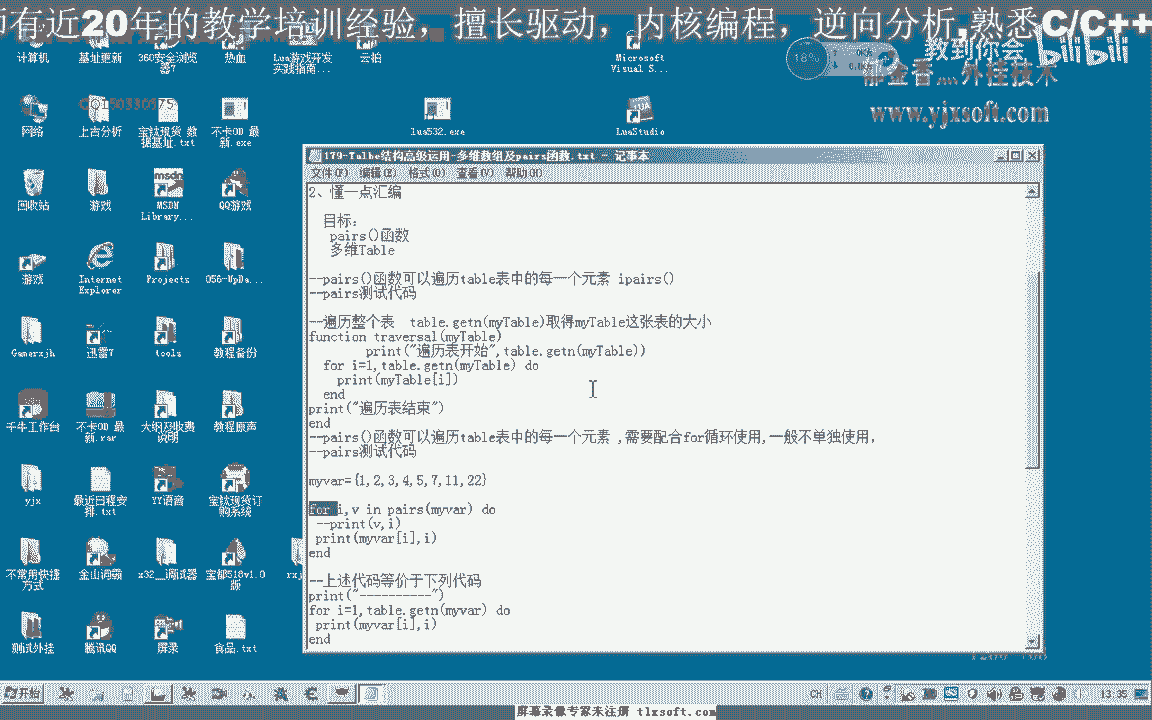 师有近20年的教学培训经验，擅长驱动，内核编程，逆向分析,熟悉C/C++
教到你会
bilibili
郁金香灬外挂技术
www.yjxsoft.com
18%
计算机
基址更新
360安全浏览器7
热血
Lua游戏开发实践指南...
云拍
Microsoft Visual S...
网络
上古分析
宝钛现货 数据基址.txt
不卡OD 最新.exe
lua532.exe
LuaStudio
回收站
游戏
MSDN Library...
QQ游戏
游戏
Internet Explorer
Projects
056-MpDa...
Gamerxjh
迅雷7
tools
教程备份
千牛工作台
不卡OD 最新.rar
大纲及收费说明
教程原声
yjx
最近日程安排.txt
YY语音
宝钛现货订购系统
不常用快捷方式
金山词霸
x32__调试器
宝都518v1.0版
测试外挂
腾讯QQ
屏录
食品.txt
179-Talbe结构高级运用-多维数组及pairs函数.txt - 记事本
文件(F) 编辑(E) 格式(O) 查看(V) 帮助(H)
2、懂一点汇编
目标：
pairs()函数
多维Table
--pairs()函数可以遍历table表中的每一个元素 ipairs()
--pairs测试代码
--遍历整个表 table.getn(myTable)取得myTable这张表的大小
function traversal(myTable)
print("遍历表开始",table.getn(myTable))
for i=1,table.getn(myTable) do
print(myTable[i])
end
print("遍历表结束")
end
--pairs()函数可以遍历table表中的每一个元素 ,需要配合for循环使用,一般不单独使用,
--pairs测试代码
myvar={1,2,3,4,5,7,11,22}
for i,v in pairs(myvar) do
--print(v,i)
print(myvar[i],i)
end
--上述代码等价于下列代码
print("----------")
for i=1,table.getn(myvar) do
print(myvar[i],i)
end
开始
CH
13:35
屏幕录像专家未注册 tlxsoft.com